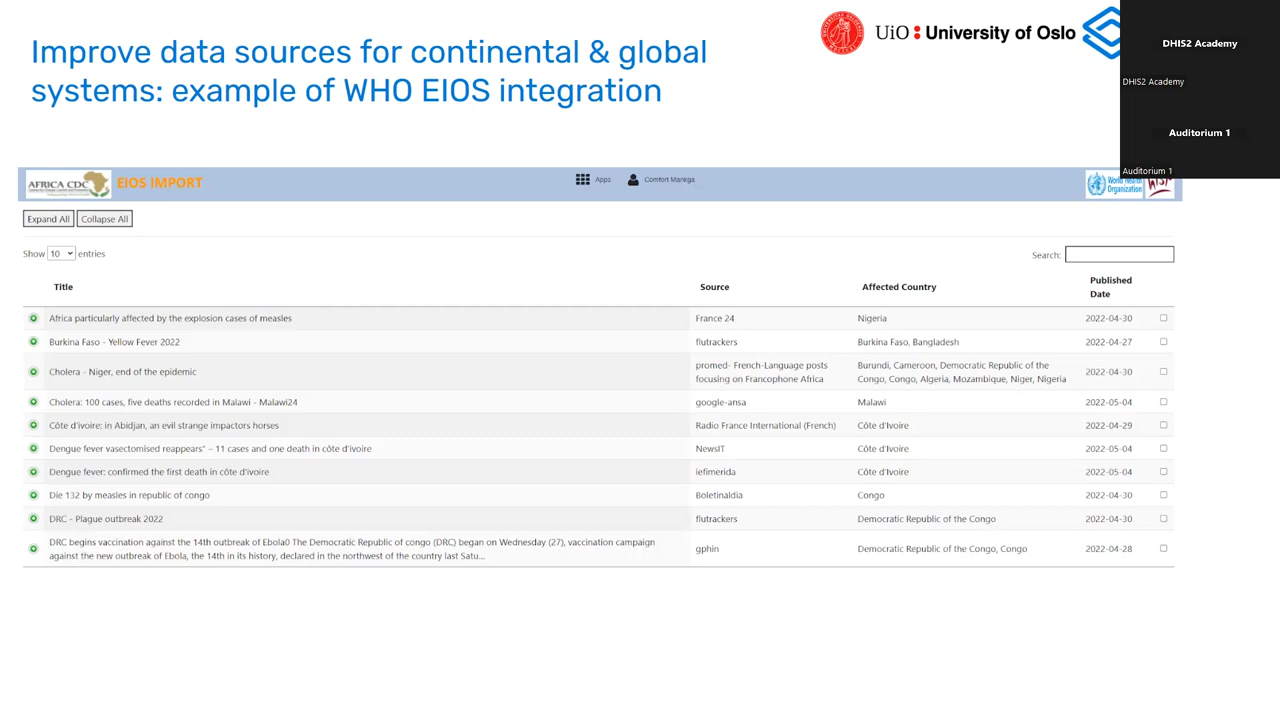 Improve data sources for continental & global
systems: example of WHO EIOS integration
UiO : University of Oslo
DHIS2 Academy
DHIS2 Academy
Auditorium 1
Auditorium 1
AFRICA CDC
EIOS IMPORT
Apps
Comfort Mankga
World Health
Organization
Expand All
Collapse All
Show 10 entries
Search:
Title Source Affected Country Published
Date
Africa particularly affected by the explosion cases of measles France 24 Nigeria 2022-04-30
Burkina Faso - Yellow Fever 2022 flutrackers Burkina Faso, Bangladesh 2022-04-27
Cholera - Niger, end of the epidemic promed- French-Language posts
focusing on Francophone Africa Burundi, Cameroon, Democratic Republic of the
Congo, Congo, Algeria, Mozambique, Niger, Nigeria 2022-04-30
Cholera: 100 cases, five deaths recorded in Malawi - Malawi24 google-ansa Malawi 2022-05-04
Côte d'ivoire: in Abidjan, an evil strange impactors horses Radio France International (French) Côte d'Ivoire 2022-04-29
Dengue fever vasectomised reappears" – 11 cases and one death in côte d'ivoire NewsIT Côte d'Ivoire 2022-05-04
Dengue fever: confirmed the first death in côte d'ivoire iefimerida Côte d'Ivoire 2022-05-04
Die 132 by measles in republic of congo Boletinaldia Congo 2022-04-30
DRC - Plague outbreak 2022 flutrackers Democratic Republic of the Congo 2022-04-30
DRC begins vaccination against the 14th outbreak of Ebola0 The Democratic Republic of congo (DRC) began on Wednesday (27), vaccination campaign
against the new outbreak of Ebola, the 14th in its history, declared in the northwest of the country last Satu... gphin Democratic Republic of the Congo, Congo 2022-04-28